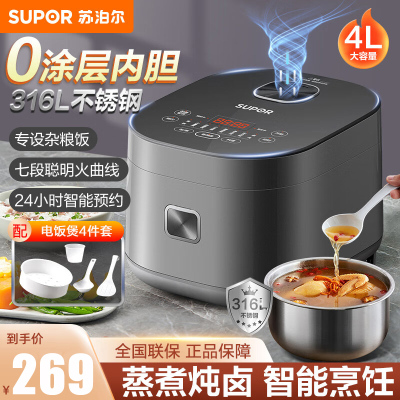 SUPOR 苏泊尔
4L
大容量
0涂层内胆
316L不锈钢
SUPOR
专设杂粮饭
七段聪明火曲线
24小时智能预约
配 电饭煲4件套
316L
不锈钢
到手价
¥269
全国联保 正品保障
蒸煮炖卤 智能烹饪